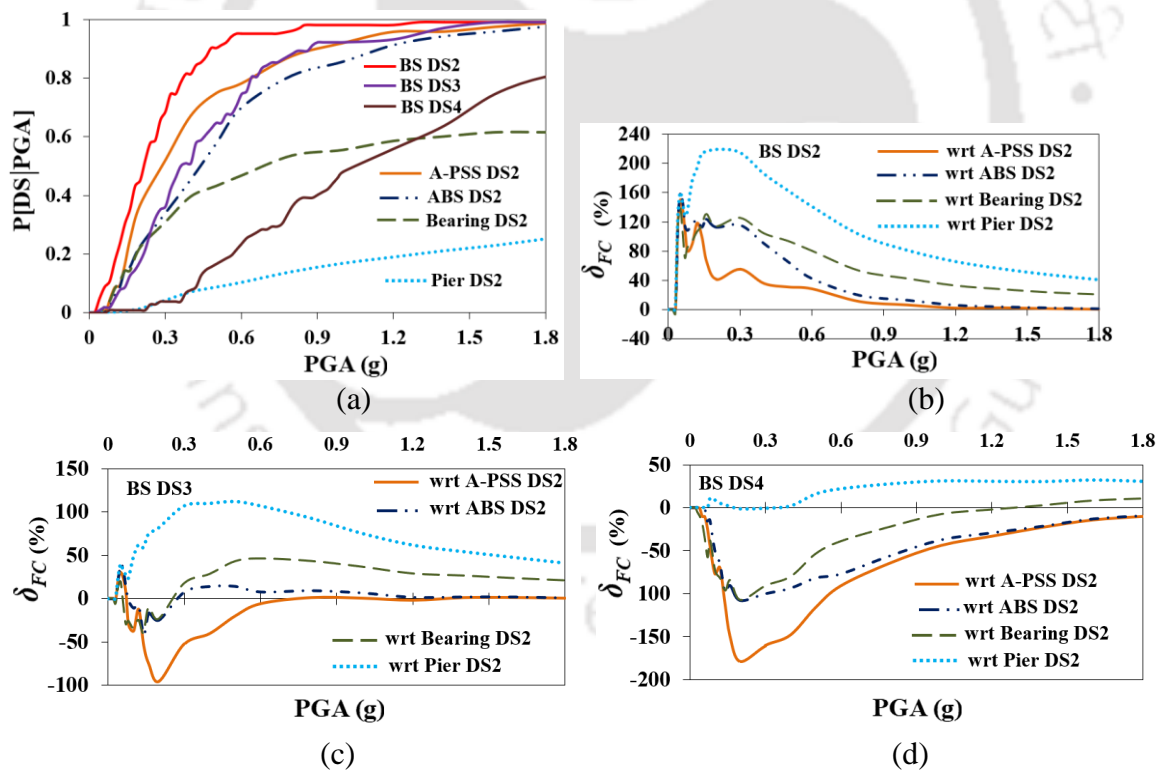 P[DS|PGA]
1
0.8
0.6
0.4
0.2
0
BS DS2
BS DS3
BS DS4
A-PSS DS2
ABS DS2
Bearing DS2
Pier DS2
0 0.3 0.6 0.9 1.2 1.5 1.8
PGA (g)
(a)
δFC (%)
240
200
160
120
80
40
0
-40
BS DS2
wrt A-PSS DS2
wrt ABS DS2
wrt Bearing DS2
wrt Pier DS2
0 0.3 0.6 0.9 1.2 1.5 1.8
PGA (g)
(b)
0 0.3 0.6 0.9 1.2 1.5 1.8
δFC (%)
150
100
50
0
-50
-100
BS DS3
wrt A-PSS DS2
wrt ABS DS2
wrt Bearing DS2
wrt Pier DS2
PGA (g)
(c)
0 0.3 0.6 0.9 1.2 1.5 1.8
δFC (%)
50
0
-50
-100
-150
-200
BS DS4
wrt A-PSS DS2
wrt ABS DS2
wrt Bearing DS2
wrt Pier DS2
PGA (g)
(d)